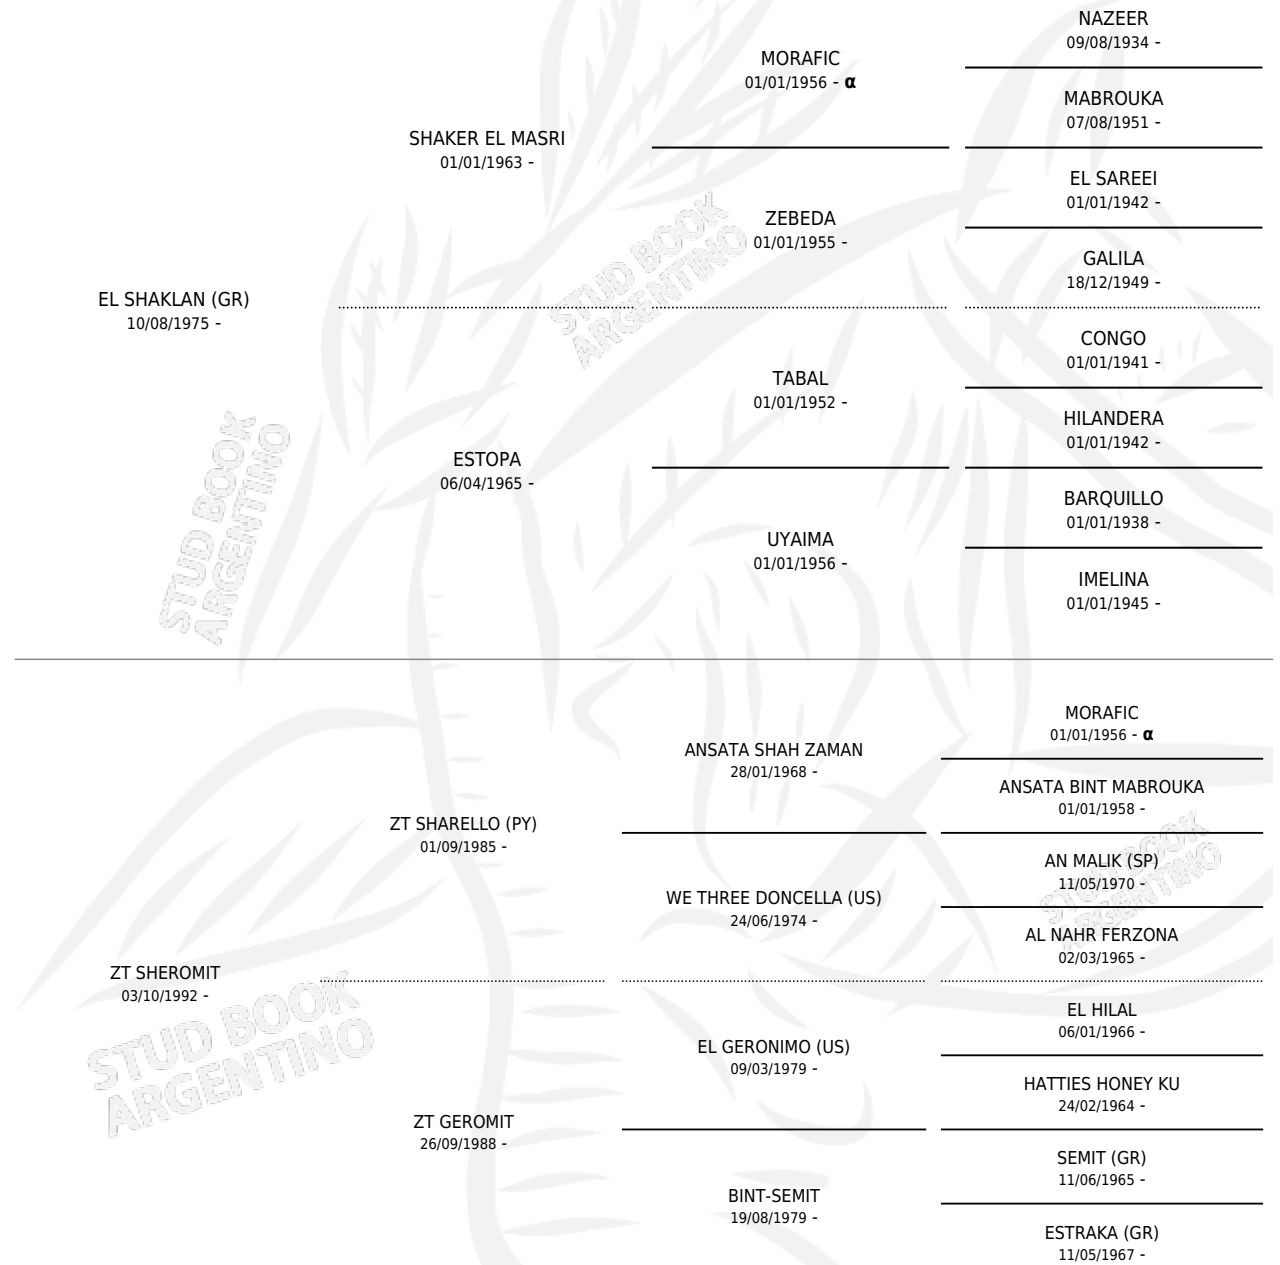 NAZEER
09/08/1934 -
MORAFIC
01/01/1956 - α
MABROUKA
07/08/1951 -
SHAKER EL MASRI
01/01/1963 -
EL SAREEI
01/01/1942 -
ZEBEDA
01/01/1955 -
GALILA
18/12/1949 -
EL SHAKLAN (GR)
10/08/1975 -
CONGO
01/01/1941 -
TABAL
01/01/1952 -
HILANDERA
01/01/1942 -
ESTOPA
06/04/1965 -
BARQUILLO
01/01/1938 -
UYAIMA
01/01/1956 -
IMELINA
01/01/1945 -
STUD BOOK
ARGENTINO
STUD BOOK
ARGENTINO
MORAFIC
01/01/1956 - α
ANSATA SHAH ZAMAN
28/01/1968 -
ANSATA BINT MABROUKA
01/01/1958 -
ZT SHARELLO (PY)
01/09/1985 -
AN MALIK (SP)
11/05/1970 -
WE THREE DONCELLA (US)
24/06/1974 -
AL NAHR FERZONA
02/03/1965 -
ZT SHEROMIT
03/10/1992 -
EL HILAL
06/01/1966 -
EL GERONIMO (US)
09/03/1979 -
HATTIES HONEY KU
24/02/1964 -
ZT GEROMIT
26/09/1988 -
SEMIT (GR)
11/06/1965 -
BINT-SEMIT
19/08/1979 -
ESTRAKA (GR)
11/05/1967 -
STUD BOOK
ARGENTINO
STUD BOOK
ARGENTINO